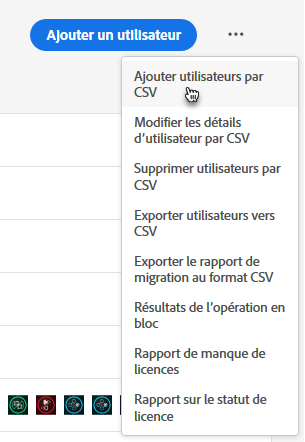 Ajouter un utilisateur
Ajouter utilisateurs par
CSV
Modifier les détails
d’utilisateur par CSV
Supprimer utilisateurs par
CSV
Exporter utilisateurs vers
CSV
Exporter le rapport de
migration au format CSV
Résultats de l’opération en
bloc
Rapport de manque de
licences
Rapport sur le statut de
licence